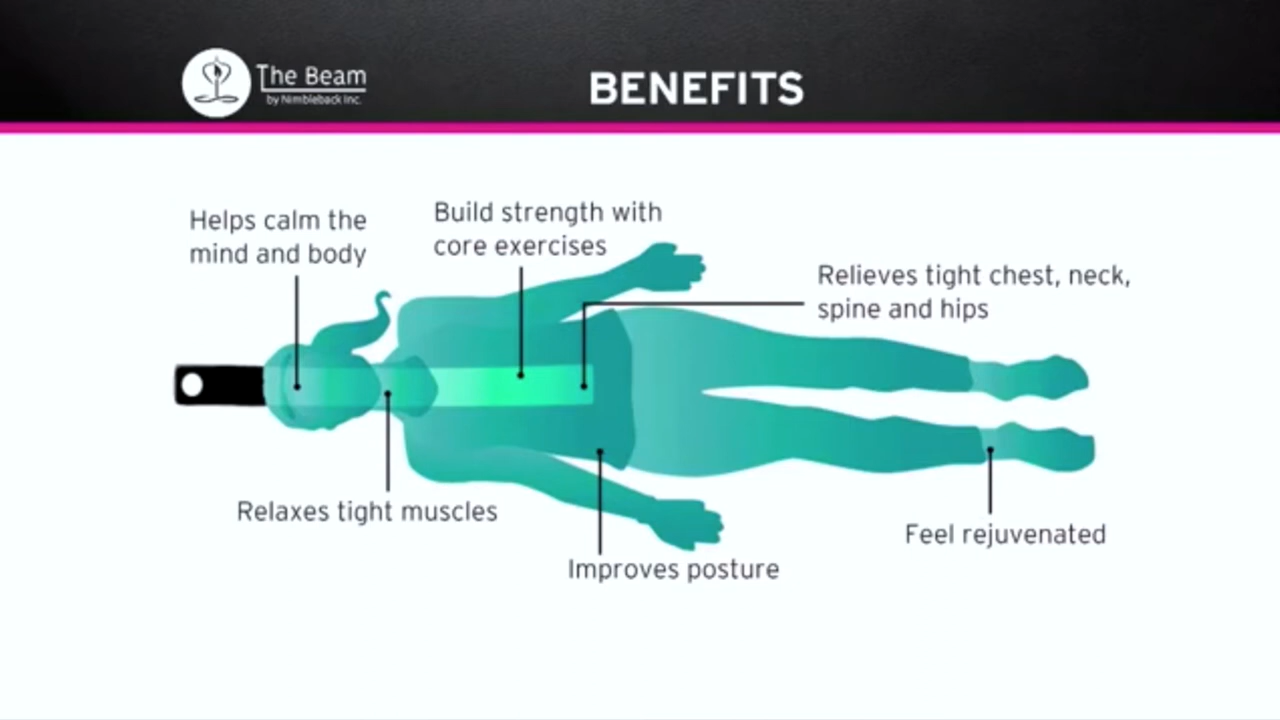 The Beam
by Nimbleback Inc.
BENEFITS
Helps calm the
mind and body
Build strength with
core exercises
Relieves tight chest, neck,
spine and hips
Relaxes tight muscles
Improves posture
Feel rejuvenated